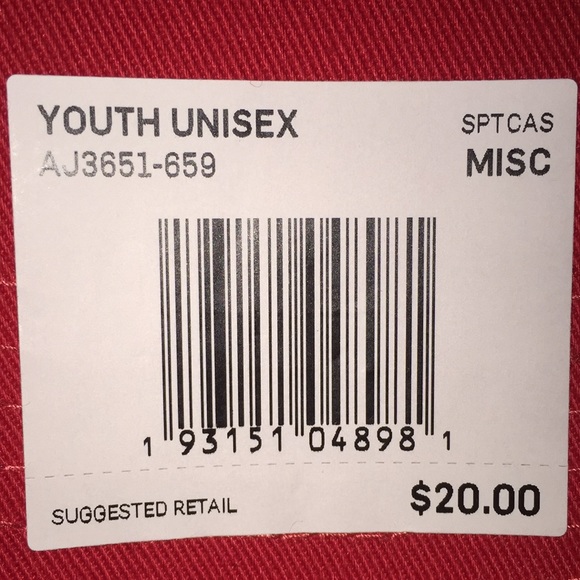 YOUTH UNISEX
AJ3651-659
SPTCAS
MISC
1 93151 04898 1
SUGGESTED RETAIL
$20.00